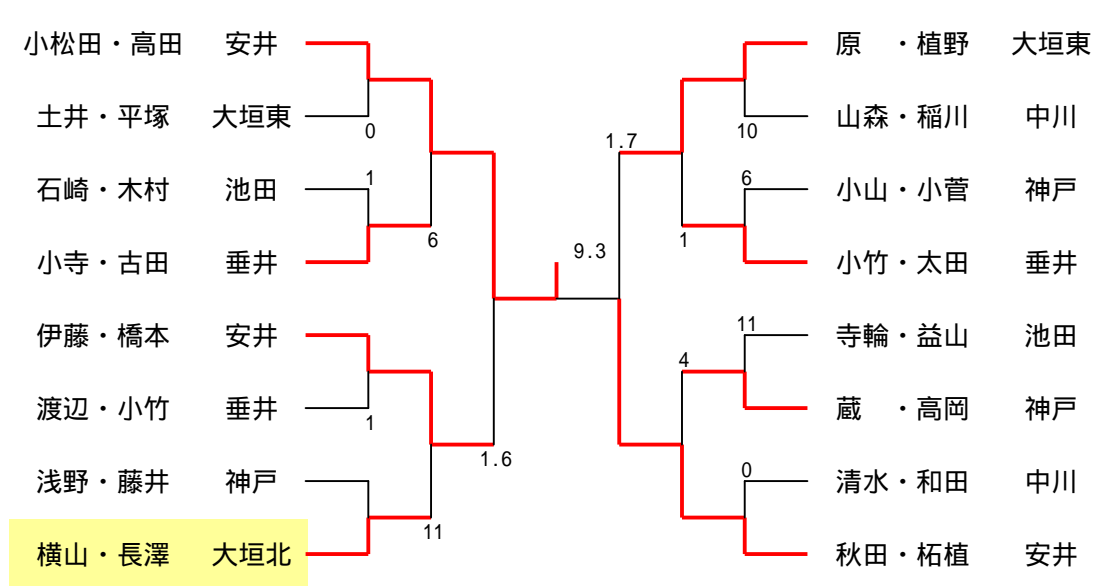 小松田・高田 安井
土井・平塚 大垣東
0
1
石崎・木村 池田
小寺・古田 垂井
6
伊藤・橋本 安井
渡辺・小竹 垂井
1
1.6
浅野・藤井 神戸
横山・長澤 大垣北
11
9.3
原 ・植野 大垣東
山森・稲川 中川
10
1.7
6
小山・小菅 神戸
小竹・太田 垂井
1
11
寺輪・益山 池田
4
蔵 ・高岡 神戸
0
清水・和田 中川
秋田・柘植 安井